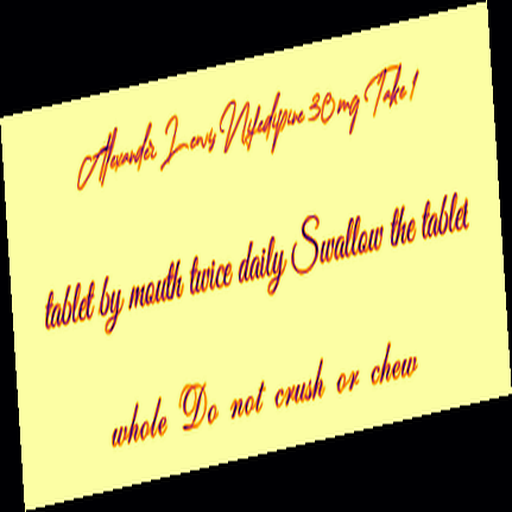 Alexander Lewis Nifedipine 30 mg Take 1
tablet by mouth twice daily Swallow the tablet
whole Do not crush or chew